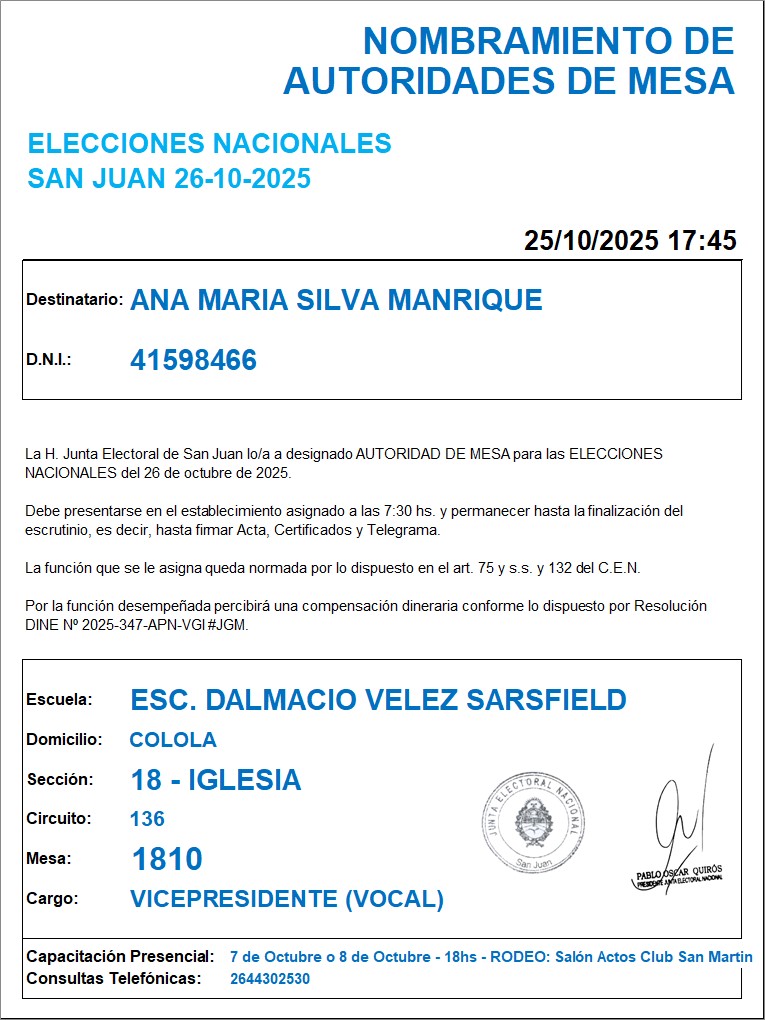 NOMBRAMIENTO DE
AUTORIDADES DE MESA
ELECCIONES NACIONALES
SAN JUAN 26-10-2025
25/10/2025 17:45
Destinatario: ANA MARIA SILVA MANRIQUE
D.N.I.: 41598466
La H. Junta Electoral de San Juan lo/a a designado AUTORIDAD DE MESA para las ELECCIONES
NACIONALES del 26 de octubre de 2025.
Debe presentarse en el establecimiento asignado a las 7:30 hs. y permanecer hasta la finalización del
escrutinio, es decir, hasta firmar Acta, Certificados y Telegrama.
La función que se le asigna queda normada por lo dispuesto en el art. 75 y s.s. y 132 del C.E.N.
Por la función desempeñada percibirá una compensación dineraria conforme lo dispuesto por Resolución
DINE Nº 2025-347-APN-VGI#JGM.
Escuela: ESC. DALMACIO VELEZ SARSFIELD
Domicilio: COLOLA
Sección: 18 - IGLESIA
Circuito: 136
Mesa: 1810
Cargo: VICEPRESIDENTE (VOCAL)
JUNTA ELECTORAL NACIONAL
San Juan
PABLO OSCAR QUIRÓS
PRESIDENTE JUNTA ELECTORAL NACIONAL
Capacitación Presencial: 7 de Octubre o 8 de Octubre - 18hs - RODEO: Salón Actos Club San Martin
Consultas Telefónicas: 2644302530